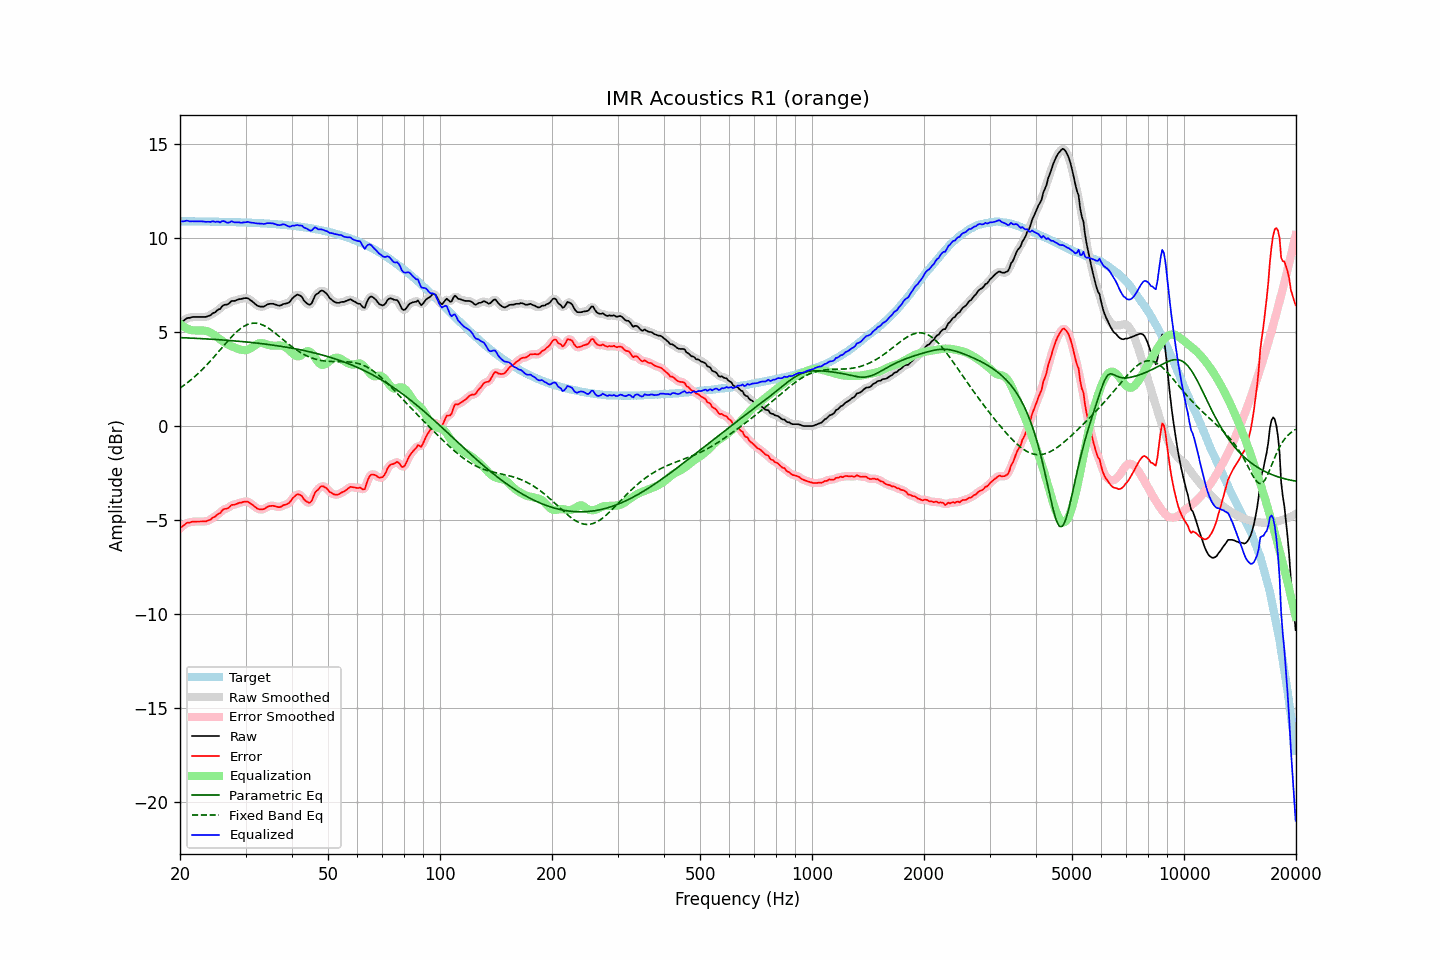 IMR Acoustics R1 (orange)
15
10
5
0
−5
−10
−15
−20
Amplitude (dBr)
Target
Raw Smoothed
Error Smoothed
Raw
Error
Equalization
Parametric Eq
Fixed Band Eq
Equalized
20 50 100 200 500 1000 2000 5000 10000 20000
Frequency (Hz)